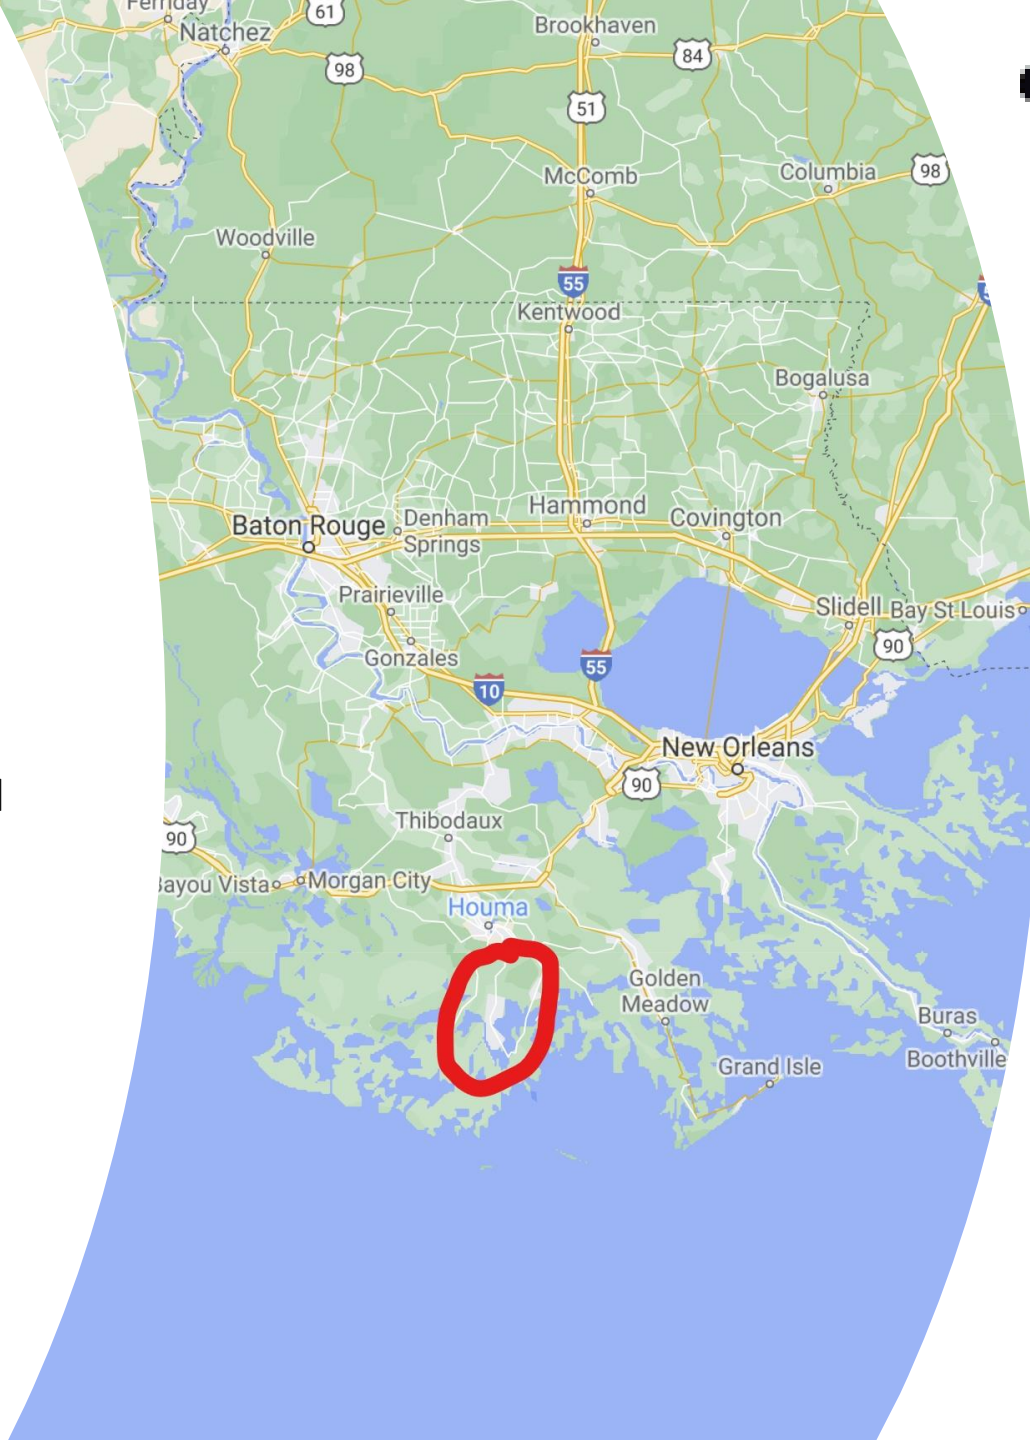 Ferriday
61
Natchez
Brookhaven
98
84
51
McComb
Columbia
98
Woodville
55
Kentwood
Bogalusa
Hammond
Covington
Baton Rouge
Denham
Springs
Prairieville
Slidell
Bay St Louis
90
Gonzales
55
10
New Orleans
90
Thibodaux
90
Bayou Vista
Morgan City
Houma
Golden
Meadow
Buras
Boothville
Grand Isle